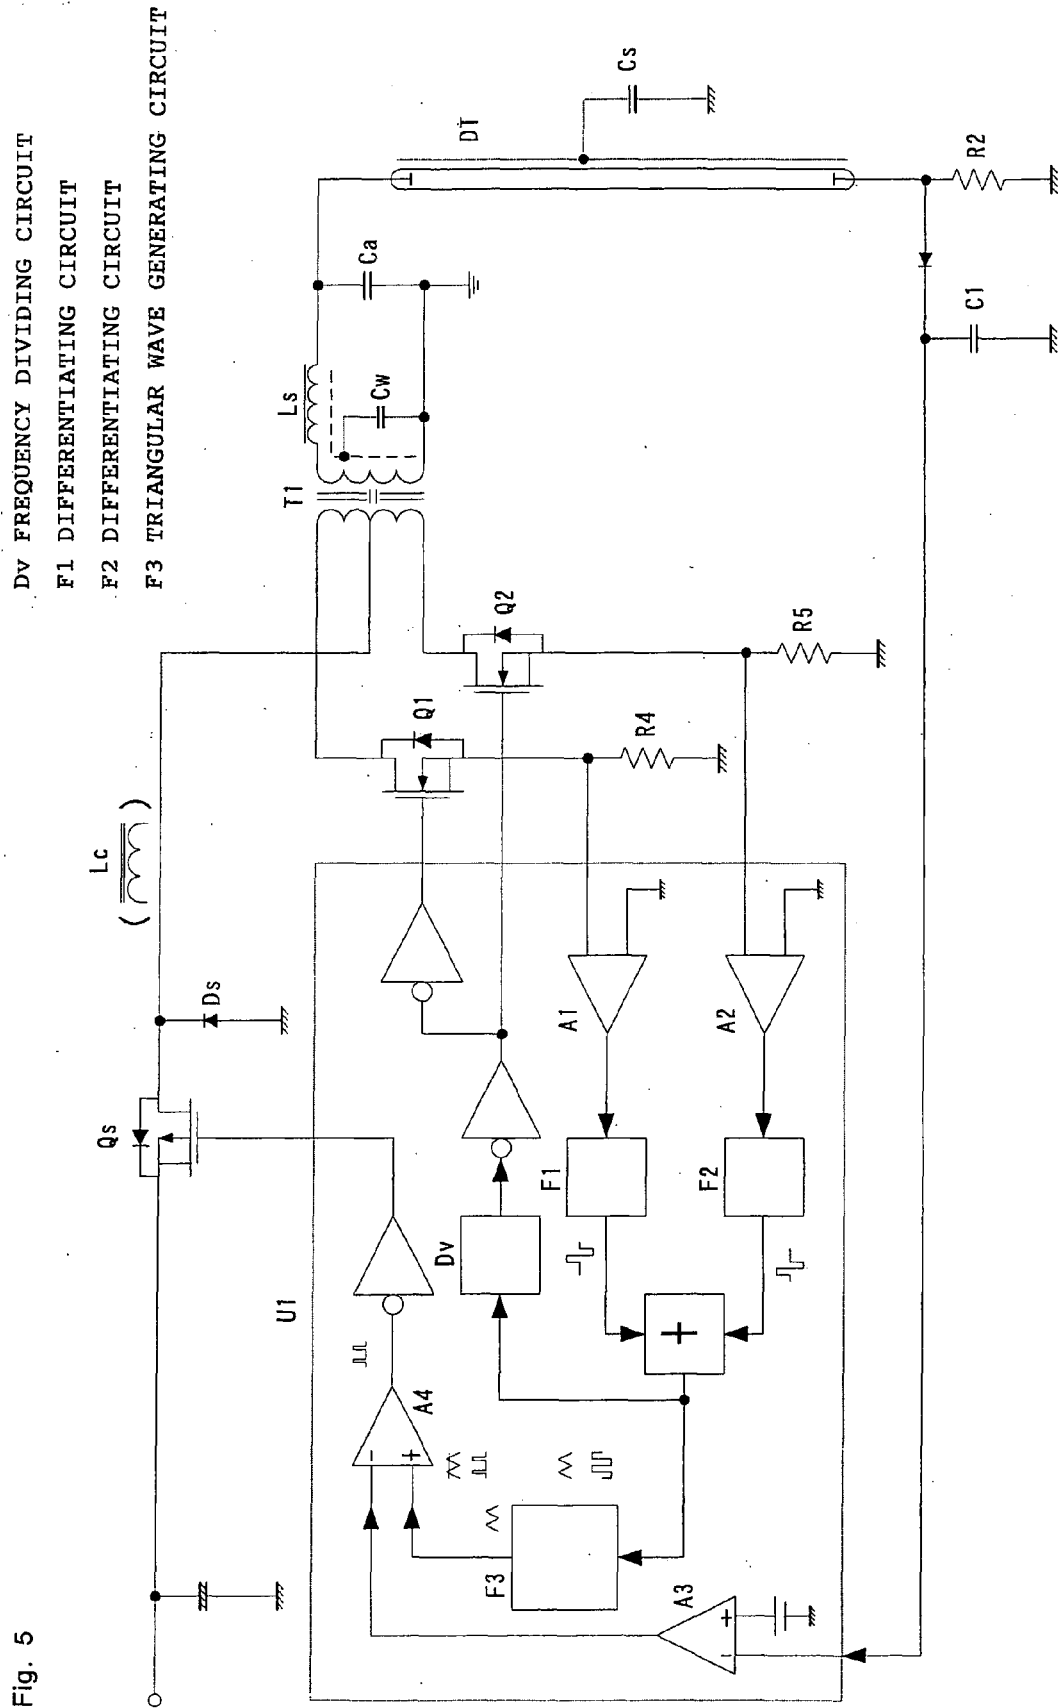 Fig. 5
Dv FREQUENCY DIVIDING CIRCUIT
F1 DIFFERENTIATING CIRCUIT
F2 DIFFERENTIATING CIRCUIT
F3 TRIANGULAR WAVE GENERATING CIRCUIT
Qs
Ds
( Lc )
T1
Ls
Cw
Ca
DT
Cs
U1
A4
-
+
Dv
Q1
Q2
F3
F1
A1
R4
+
F2
A2
R5
A3
-
+
C1
R2